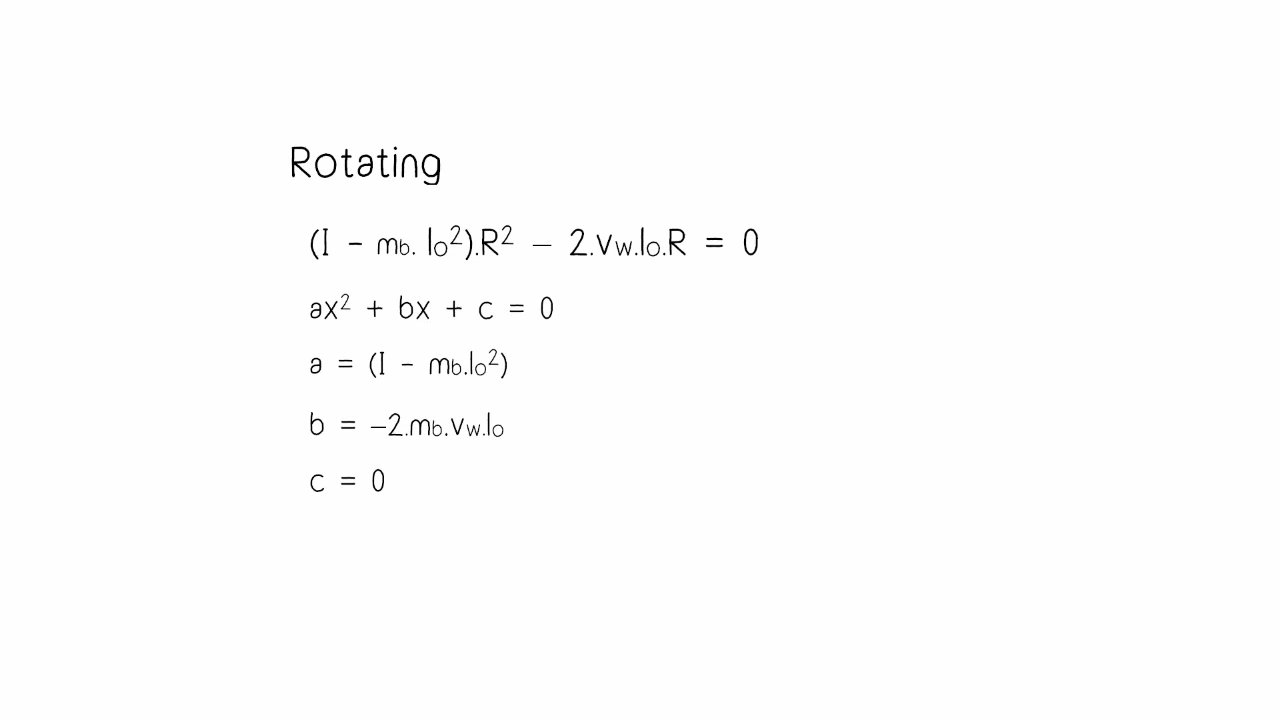 Rotating
(I - mb. lo²).R² – 2.vw.lo.R = 0
ax² + bx + c = 0
a = (I - mb.lo²)
b = –2.mb.vw.lo
c = 0